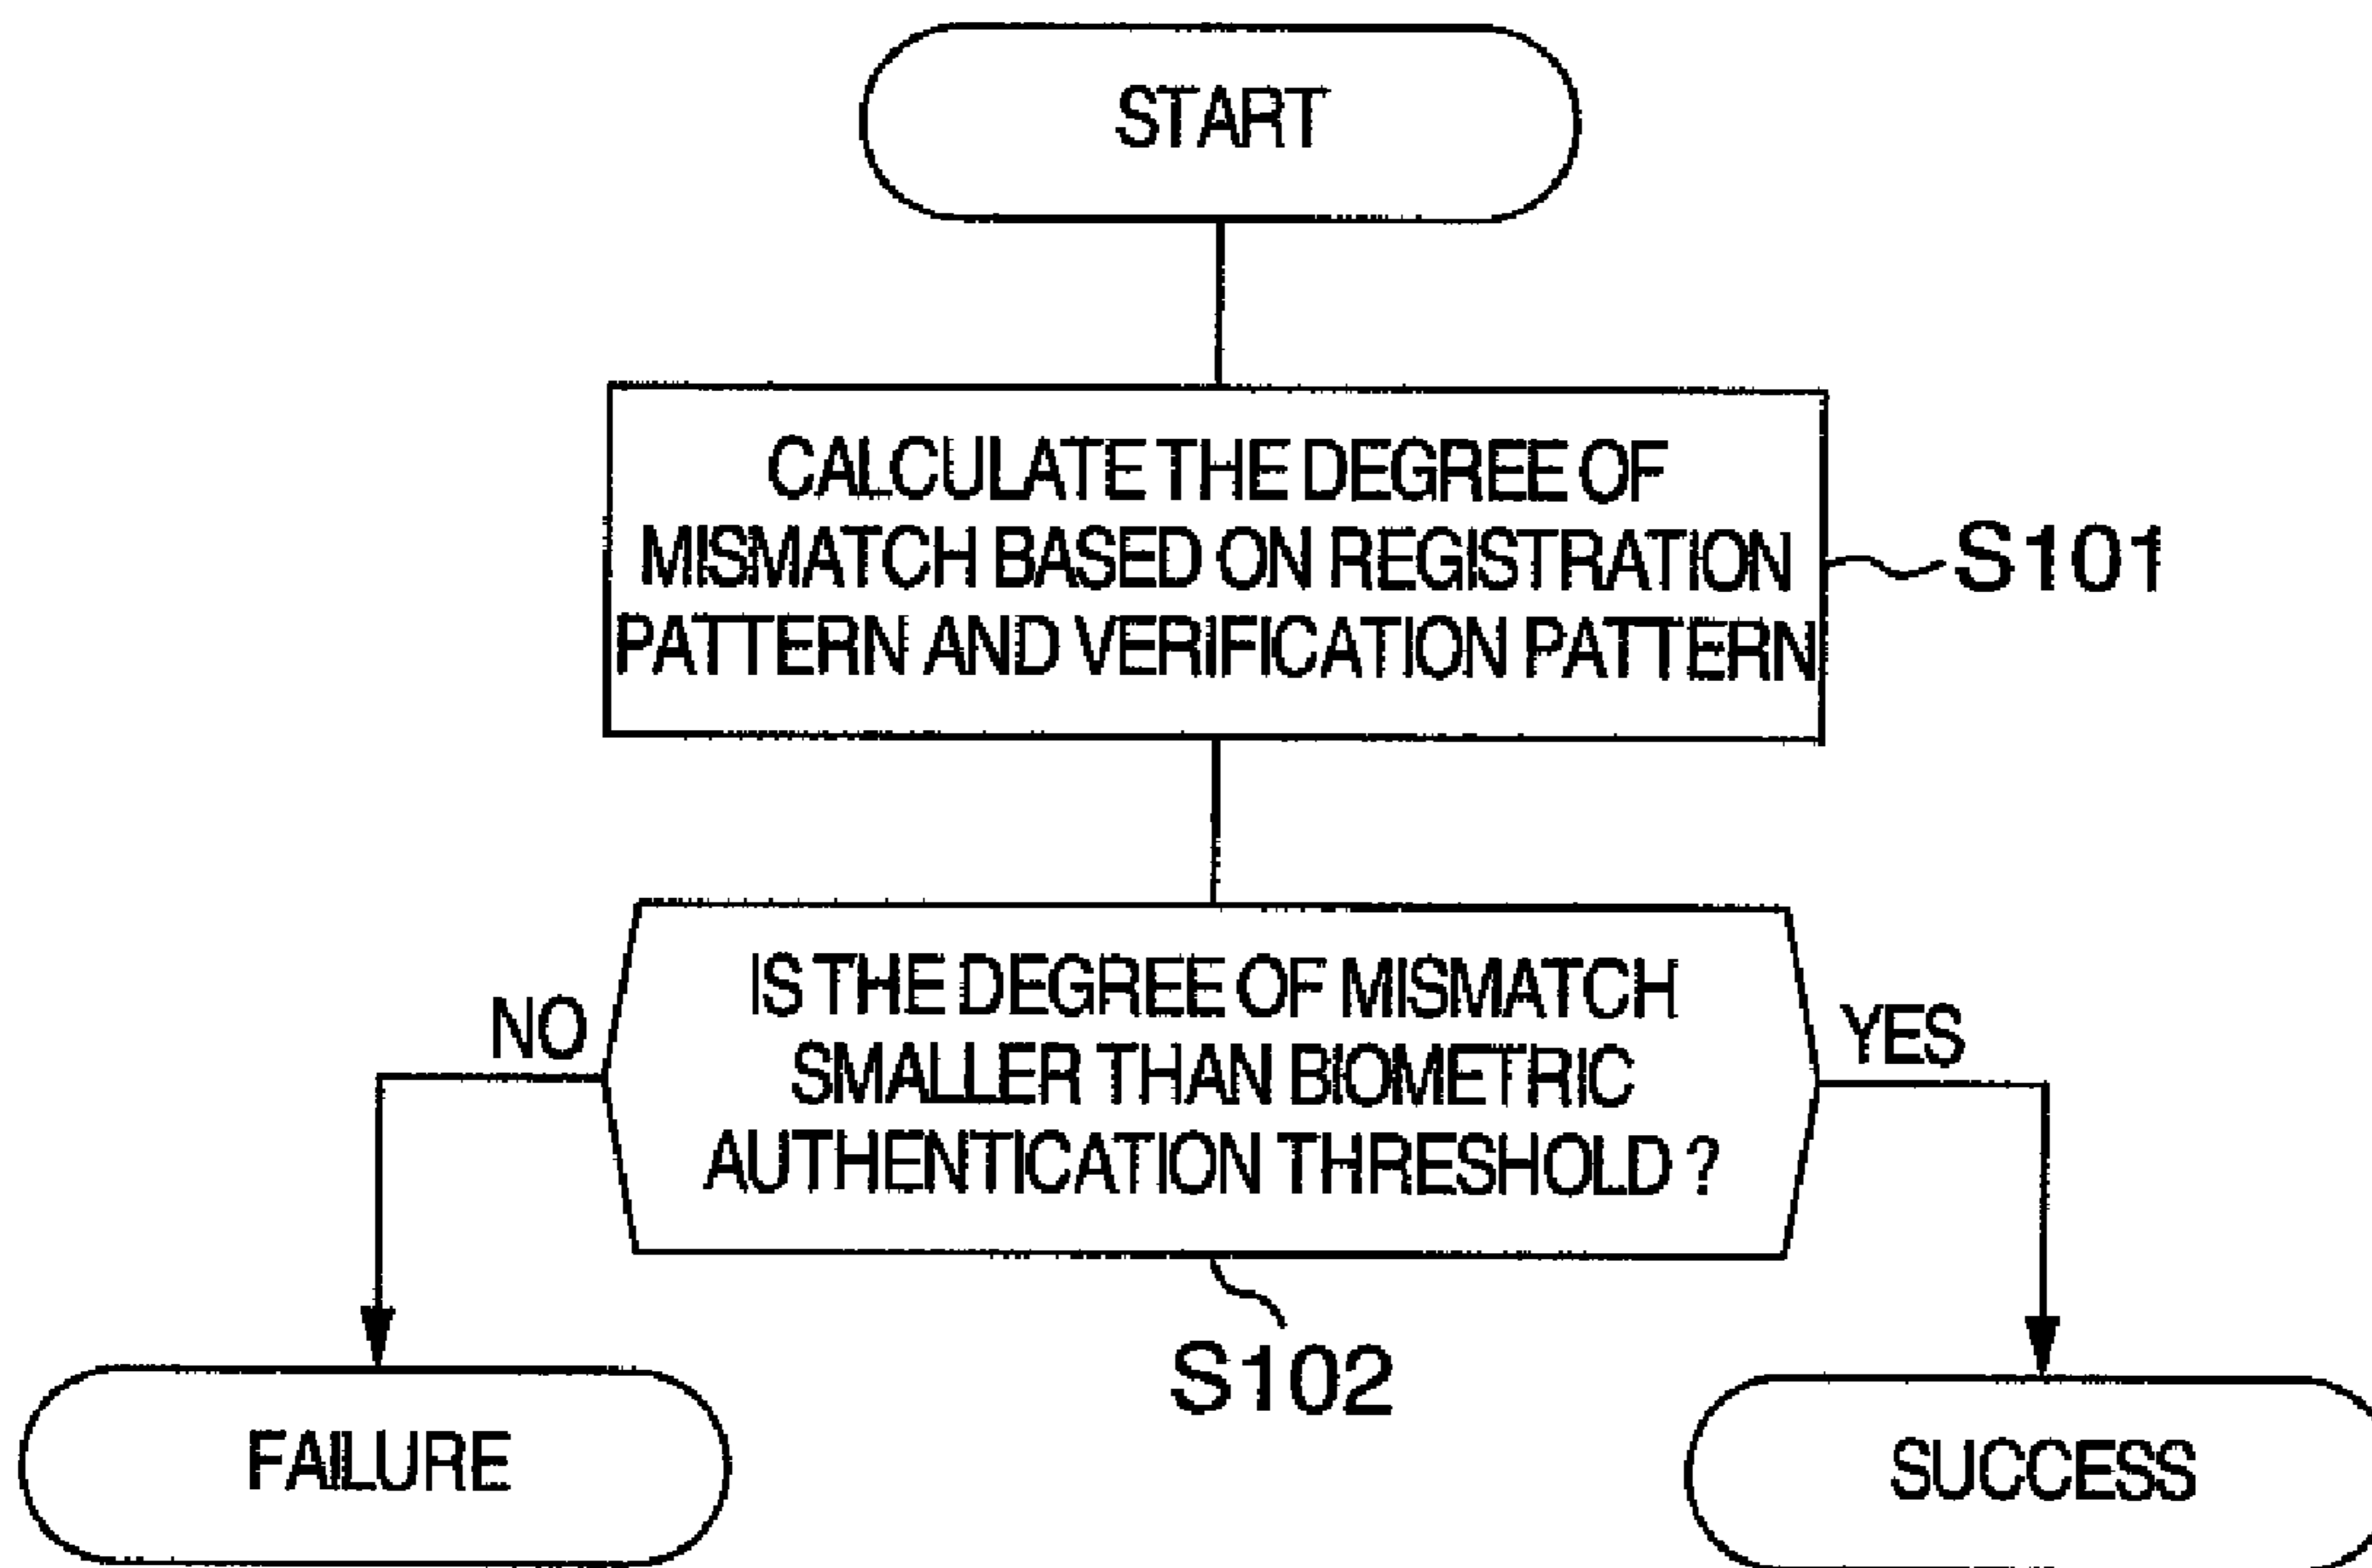 START
CALCULATE THE DEGREE OF
MISMATCH BASED ON REGISTRATION
PATTERN AND VERIFICATION PATTERN
S101
IS THE DEGREE OF MISMATCH
SMALLER THAN BIOMETRIC
AUTHENTICATION THRESHOLD ?
NO
YES
S102
FAILURE
SUCCESS